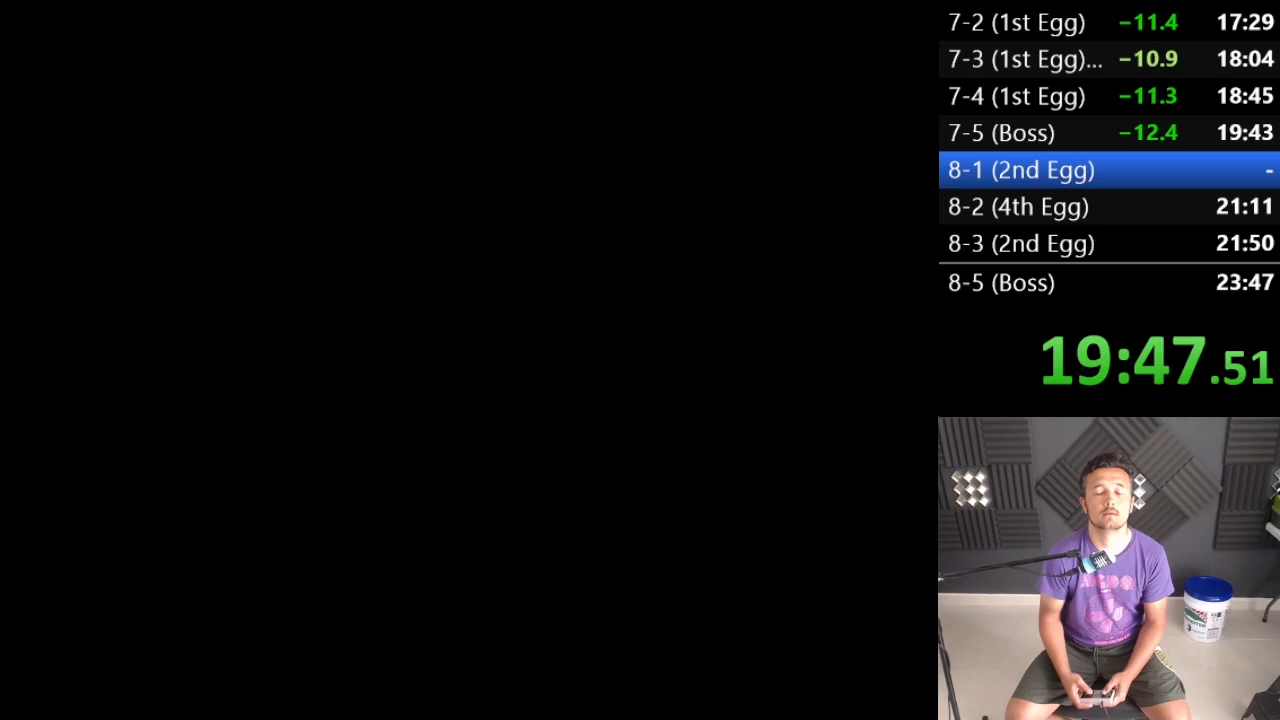 7-2 (1st Egg) −11.4 17:29
7-3 (1st Egg)... −10.9 18:04
7-4 (1st Egg) −11.3 18:45
7-5 (Boss) −12.4 19:43
8-1 (2nd Egg) -
8-2 (4th Egg) 21:11
8-3 (2nd Egg) 21:50
8-5 (Boss) 23:47
19:47.51